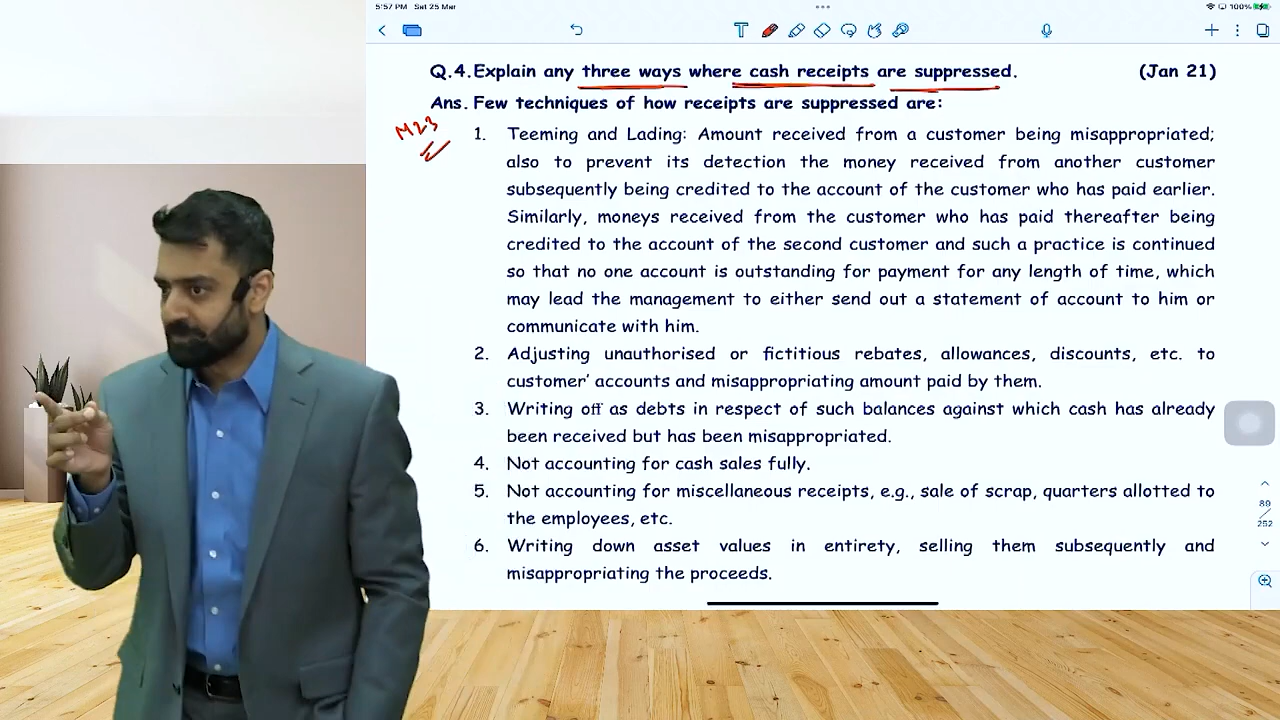 5:57 PM Sat 25 Mar
100%
Q.4. Explain any three ways where cash receipts are suppressed. (Jan 21)
Ans. Few techniques of how receipts are suppressed are:
M23
1. Teeming and Lading: Amount received from a customer being misappropriated;
also to prevent its detection the money received from another customer
subsequently being credited to the account of the customer who has paid earlier.
Similarly, moneys received from the customer who has paid thereafter being
credited to the account of the second customer and such a practice is continued
so that no one account is outstanding for payment for any length of time, which
may lead the management to either send out a statement of account to him or
communicate with him.
2. Adjusting unauthorised or fictitious rebates, allowances, discounts, etc. to
customer' accounts and misappropriating amount paid by them.
3. Writing off as debts in respect of such balances against which cash has already
been received but has been misappropriated.
4. Not accounting for cash sales fully.
5. Not accounting for miscellaneous receipts, e.g., sale of scrap, quarters allotted to
the employees, etc.
6. Writing down asset values in entirety, selling them subsequently and
misappropriating the proceeds.
89
252